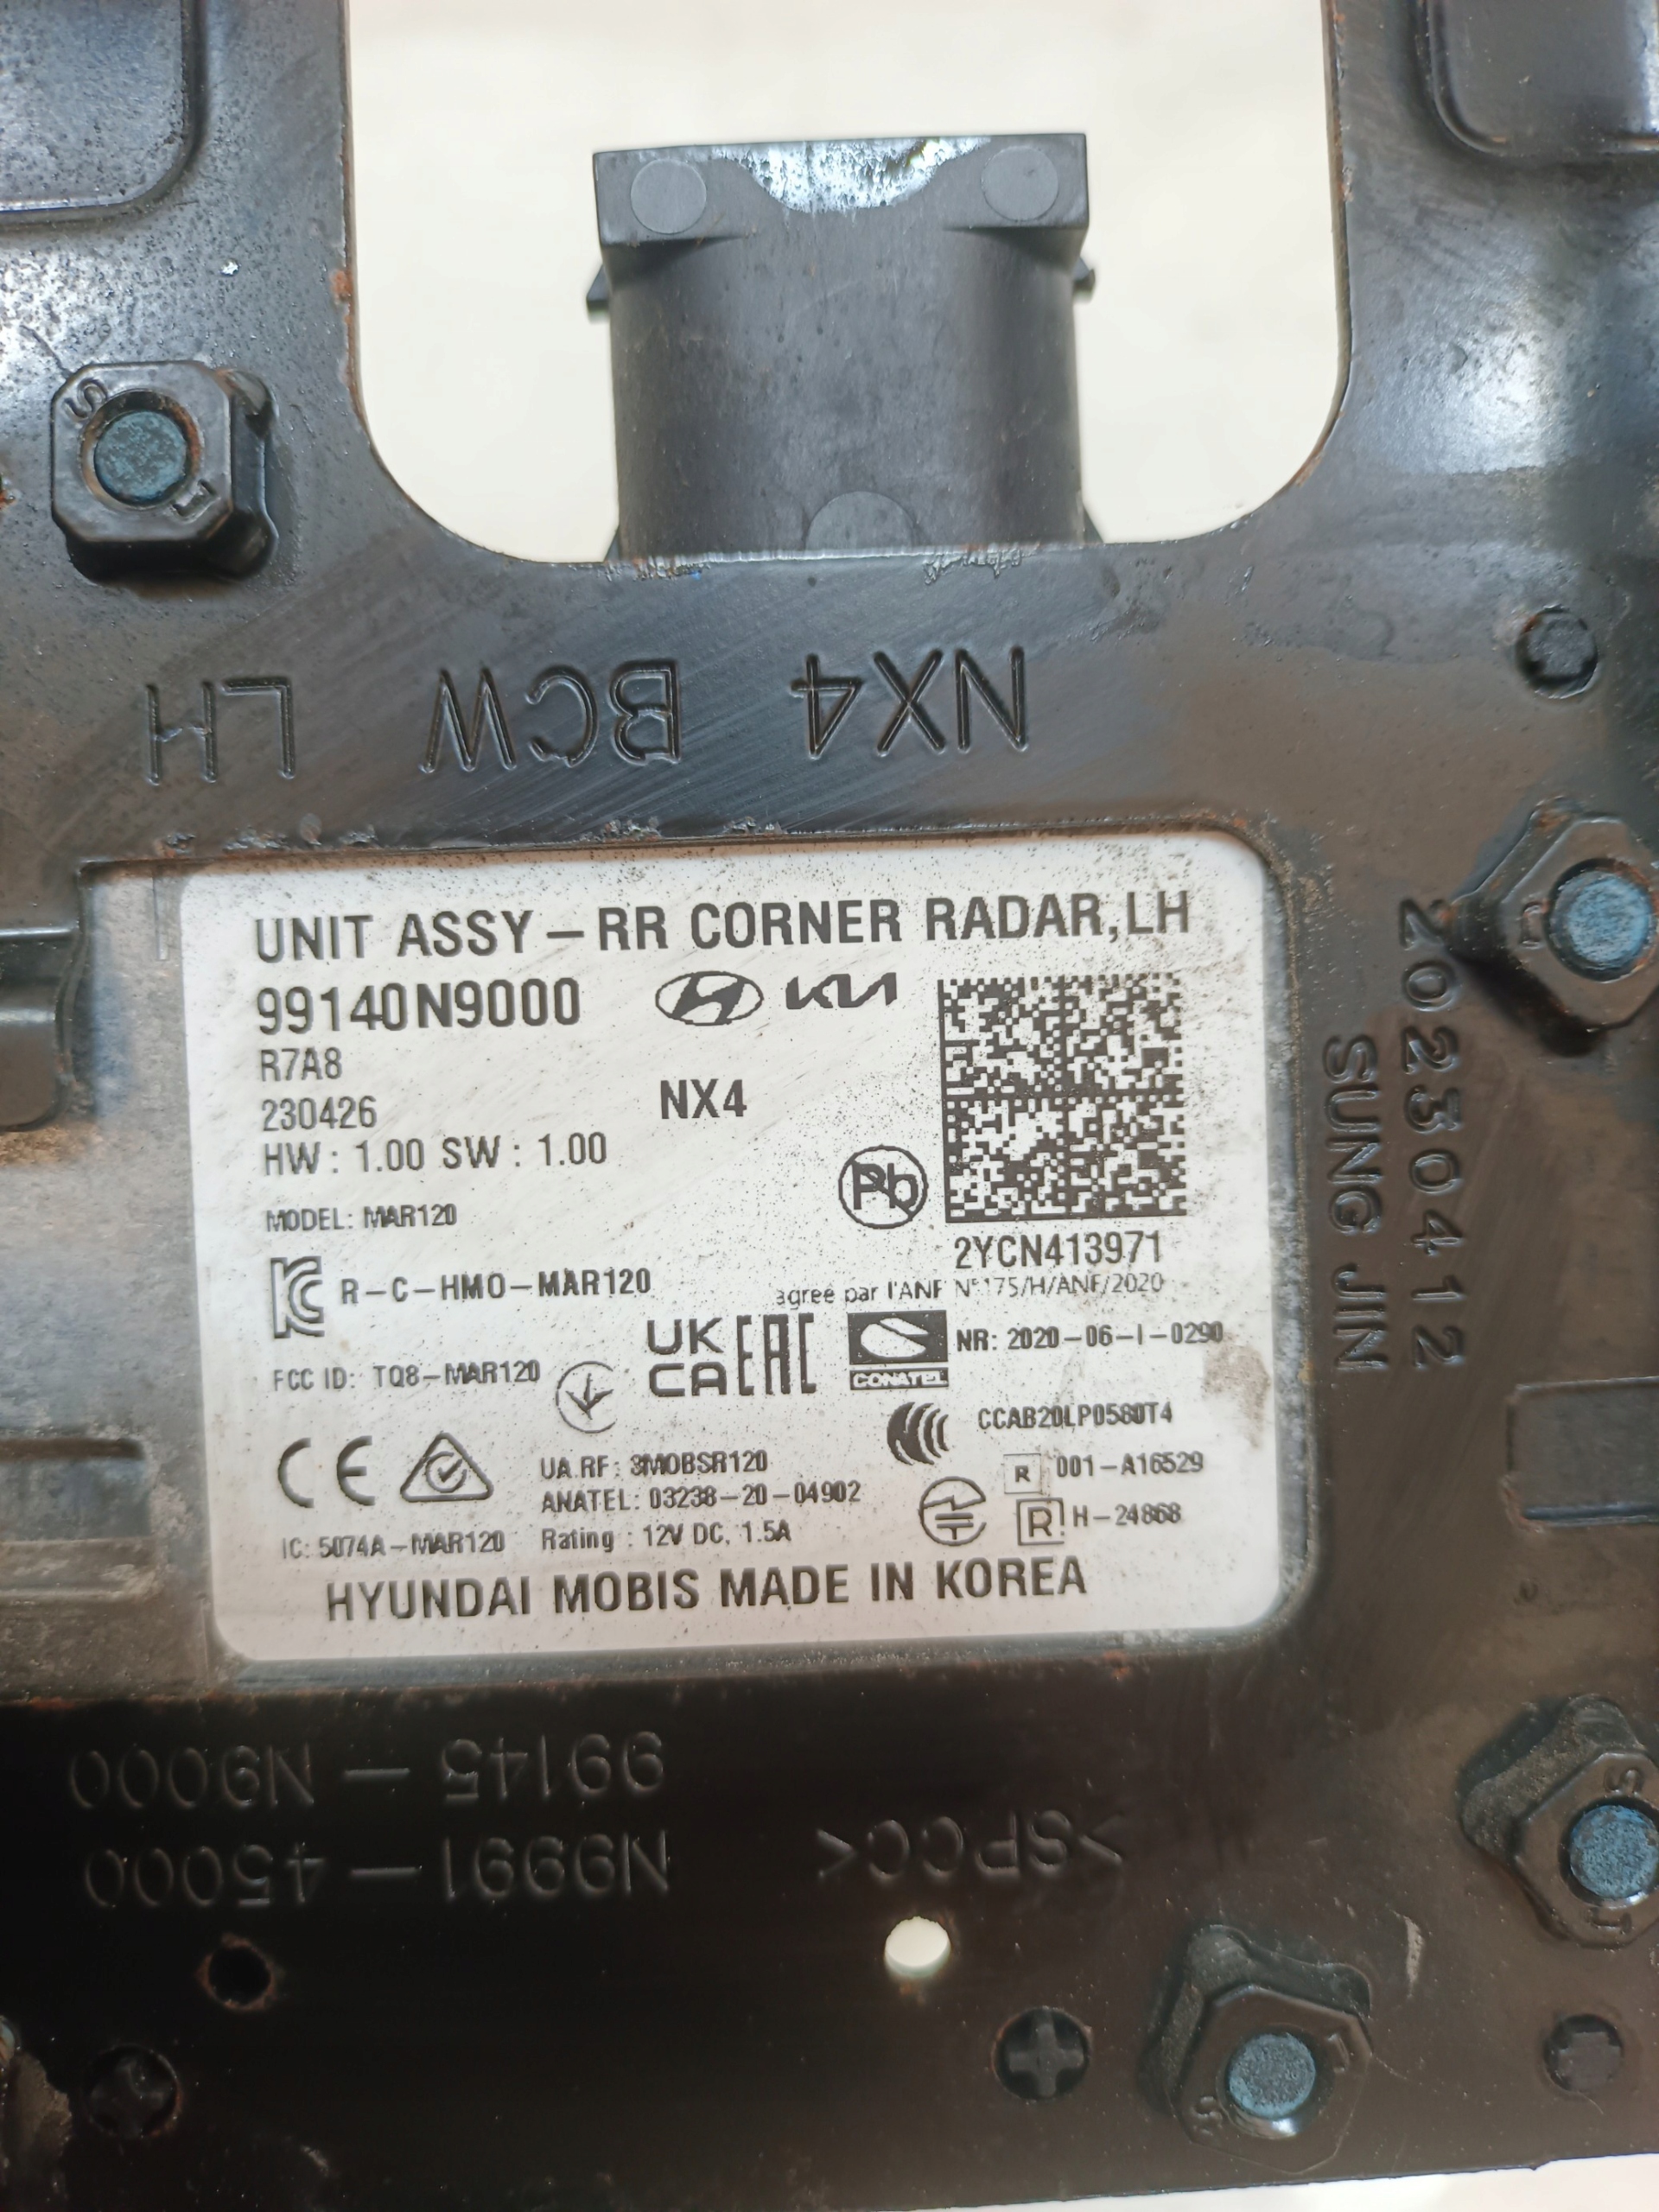 NX4 BCW LH
UNIT ASSY-RR CORNER RADAR,LH
99140N9000
KIA
R7A8
230426
NX4
HW : 1.00 SW : 1.00
MODEL: MAR120
Pb
2YCN413971
R-C-HMO-MAR120
agree par l'ANF N°175/H/ANF/2020
FCC ID: TQ8-MAR120
UK
CA
EAC
CONATEL
NR: 2020-06-I-0290
CCAB20LP0580T4
CE
UA.RF: 3MOBSR120
R 001-A16529
ANATEL: 03238-20-04902
R H-24868
IC: 5074A-MAR120
Rating : 12V DC, 1.5A
HYUNDAI MOBIS MADE IN KOREA
20230412
SUNG JIN
99145-N9000
N9991-45000
>SPCC<